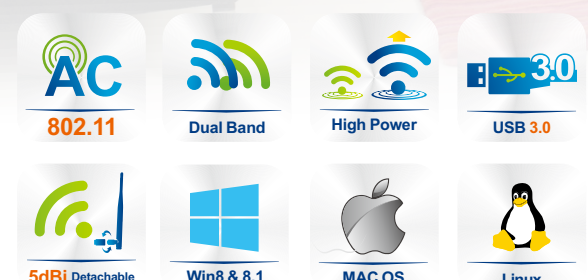 AC
802.11
Dual Band
High Power
3.0
USB 3.0
5dBi Detachable
Win8 & 8.1
MAC OS
Linux